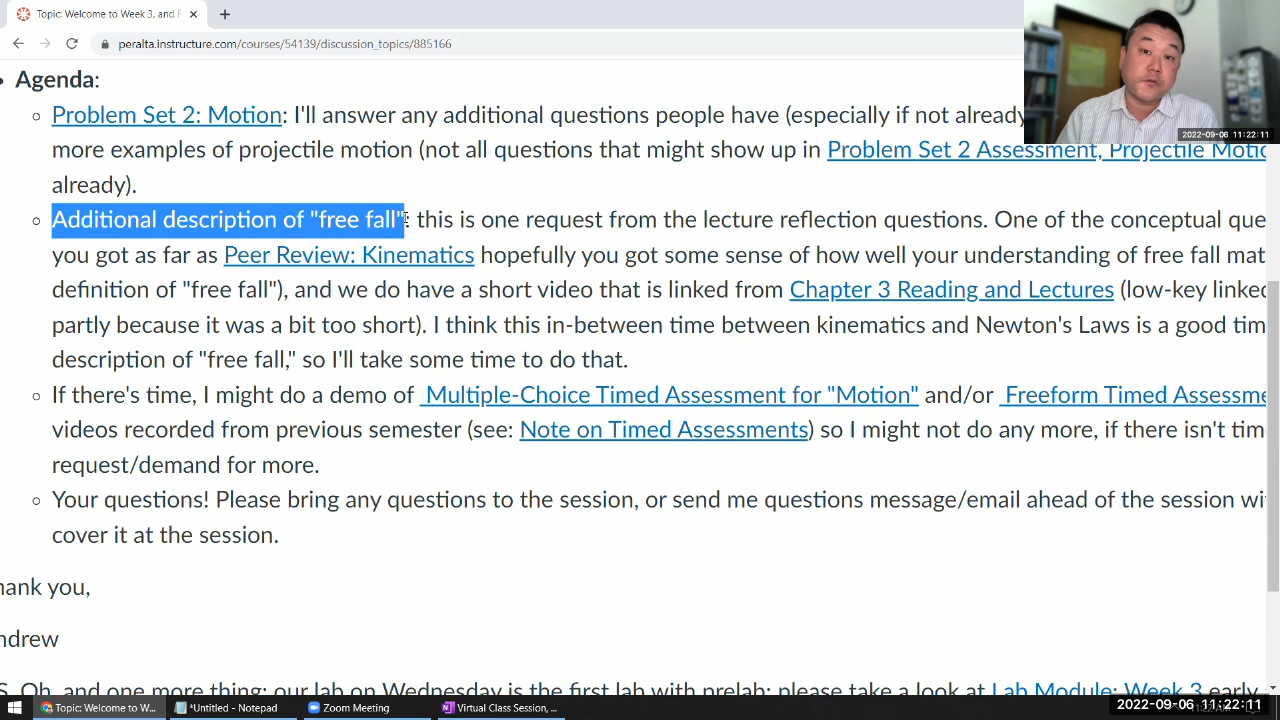 Topic: Welcome to Week 3, and F
peralta.instructure.com/courses/54139/discussion_topics/885166
2022-09-06 11:22:11
Agenda:
Problem Set 2: Motion: I'll answer any additional questions people have (especially if not already
more examples of projectile motion (not all questions that might show up in Problem Set 2 Assessment, Projectile Motio
already).
Additional description of "free fall": this is one request from the lecture reflection questions. One of the conceptual que
you got as far as Peer Review: Kinematics hopefully you got some sense of how well your understanding of free fall mat
definition of "free fall"), and we do have a short video that is linked from Chapter 3 Reading and Lectures (low-key linked
partly because it was a bit too short). I think this in-between time between kinematics and Newton's Laws is a good tim
description of "free fall," so I'll take some time to do that.
If there's time, I might do a demo of Multiple-Choice Timed Assessment for "Motion" and/or Freeform Timed Assessme
videos recorded from previous semester (see: Note on Timed Assessments) so I might not do any more, if there isn't tim
request/demand for more.
Your questions! Please bring any questions to the session, or send me questions message/email ahead of the session wi
cover it at the session.
hank you,
ndrew
S. Oh, and one more thing: our lab on Wednesday is the first lab with prelab; please take a look at Lab Module: Week 3 early
Topic: Welcome to W...
*Untitled - Notepad
Zoom Meeting
Virtual Class Session, ...
2022-09-06 11:22:11